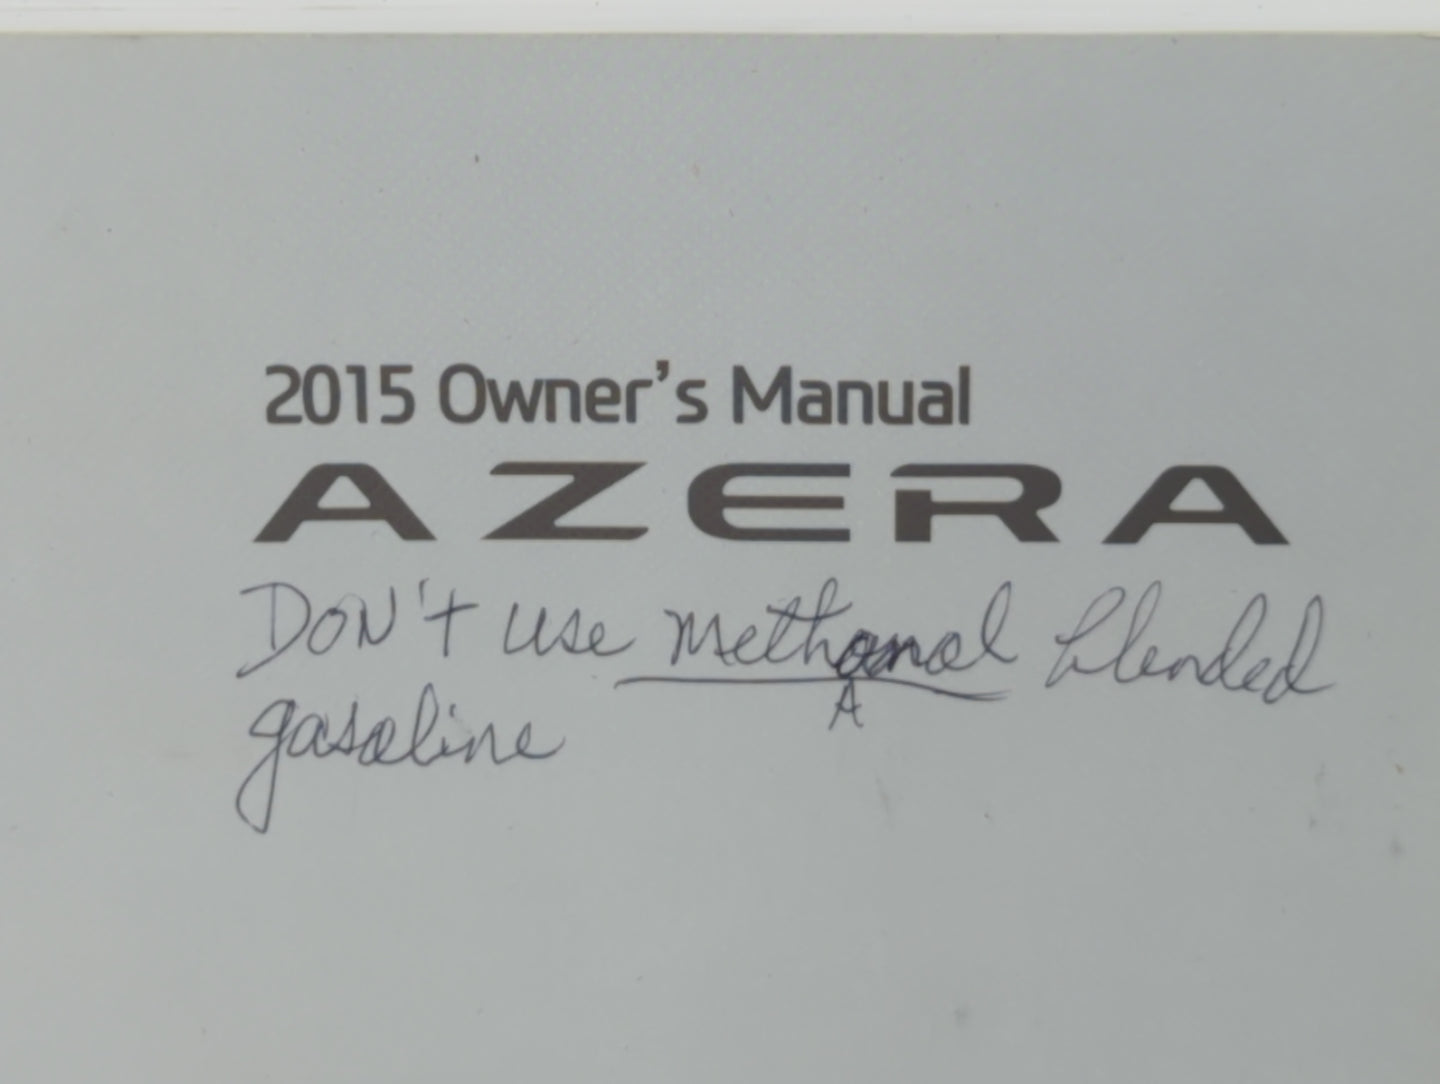 2015 Owner's Manual
AZERA
DON't use methanol blended
A
gasoline